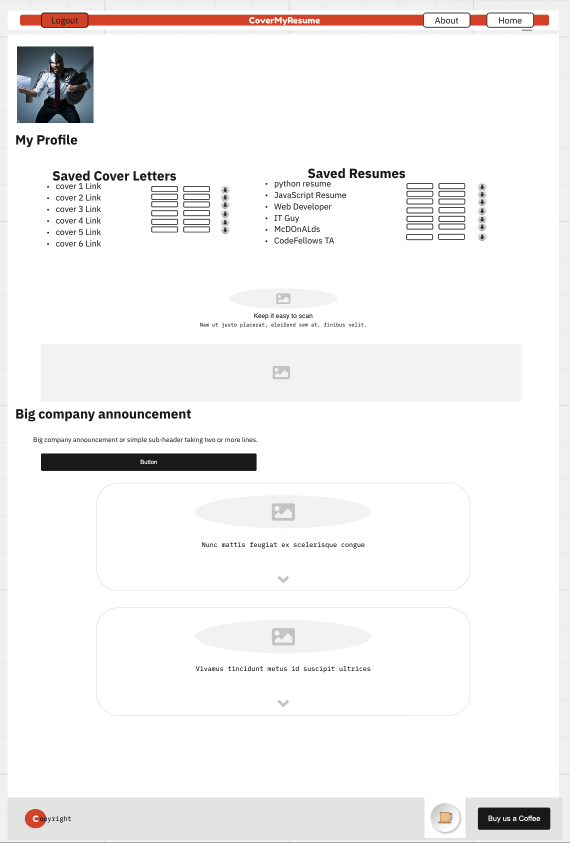 Logout
CoverMyResume
About
Home
My Profile
Saved Cover Letters
cover 1 Link
cover 2 Link
cover 3 Link
cover 4 Link
cover 5 Link
cover 6 Link
Saved Resumes
python resume
JavaScript Resume
Web Developer
IT Guy
McDOnALds
CodeFellows TA
Keep it easy to scan
Nam ut justo placerat, eleifend sem at, finibus velit.
Big company announcement
Big company announcement or simple sub-header taking two or more lines.
Button
Nunc mattis feugiat ex scelerisque congue
Vivamus tincidunt metus id suscipit ultrices
Copyright
Buy us a Coffee